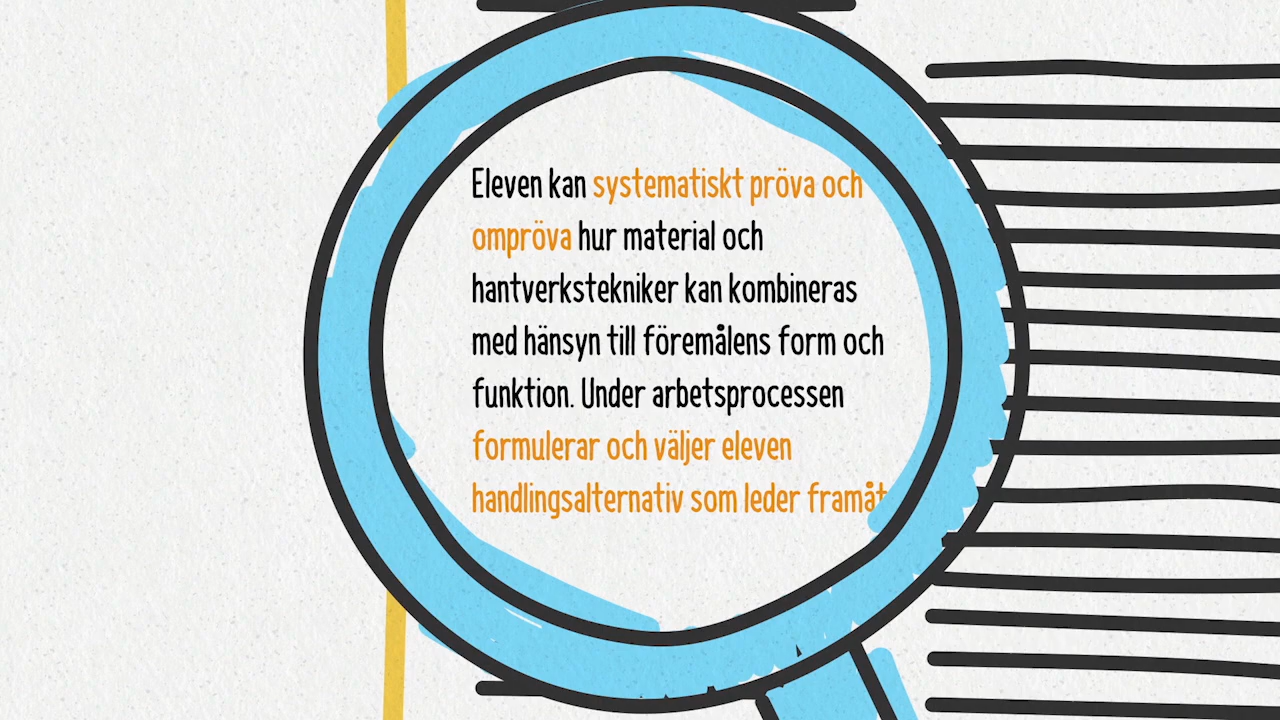 Eleven kan systematiskt pröva och
ompröva hur material och
hantverkstekniker kan kombineras
med hänsyn till föremålens form och
funktion. Under arbetsprocessen
formulerar och väljer eleven
handlingsalternativ som leder framåt